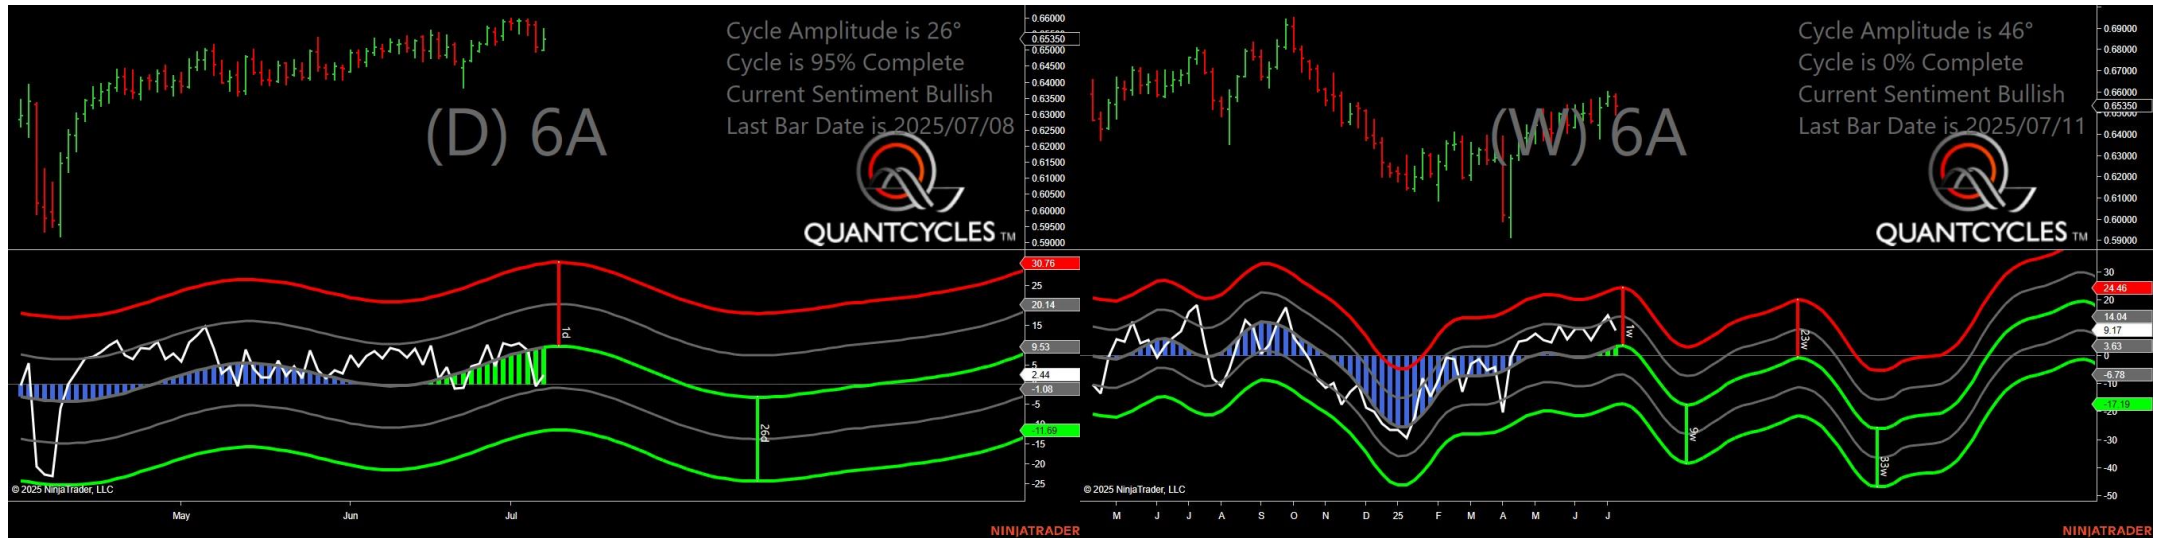 Cycle Amplitude is 26°
Cycle is 95% Complete
Current Sentiment Bullish
Last Bar Date is 2025/07/08
(D) 6A
QUANTCYCLES TM
0.66000
0.65350
0.65000
0.64500
0.64000
0.63500
0.63000
0.62500
0.62000
0.61500
0.61000
0.60500
0.60000
0.59500
0.59000
30.76
25
20.14
15
9.53
5
2.44
-1.08
-5
-11.69
-15
-20
-25
1d
26d
© 2025 NinjaTrader, LLC
May Jun Jul
NINJATRADER
Cycle Amplitude is 46°
Cycle is 0% Complete
Current Sentiment Bullish
Last Bar Date is 2025/07/11
(W) 6A
QUANTCYCLES TM
0.69000
0.68000
0.67000
0.66000
0.65350
0.65000
0.64000
0.63000
0.62000
0.61000
0.60000
0.59000
30
24.46
20
14.04
9.17
3.63
0
-6.78
-10
-17.19
-20
-30
-40
-50
1w
9w
23w
33w
© 2025 NinjaTrader, LLC
M J J A S O N D 25 F M A M J J
NINJATRADER